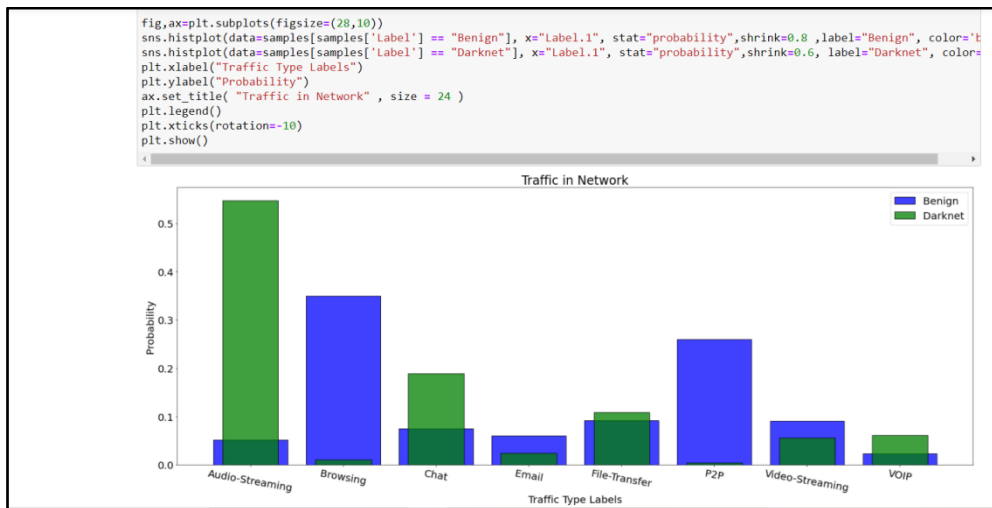 fig,ax=plt.subplots(figsize=(28,10))
sns.histplot(data=samples[samples['Label'] == "Benign"], x="Label.1", stat="probability",shrink=0.8 ,label="Benign", color='b
sns.histplot(data=samples[samples['Label'] == "Darknet"], x="Label.1", stat="probability",shrink=0.6, label="Darknet", color=
plt.xlabel("Traffic Type Labels")
plt.ylabel("Probability")
ax.set_title( "Traffic in Network" , size = 24 )
plt.legend()
plt.xticks(rotation=-10)
plt.show()
Traffic in Network
Benign
Darknet
Probability
0.5
0.4
0.3
0.2
0.1
0.0
Audio-Streaming
Browsing
Chat
Email
File-Transfer
P2P
Video-Streaming
VOIP
Traffic Type Labels